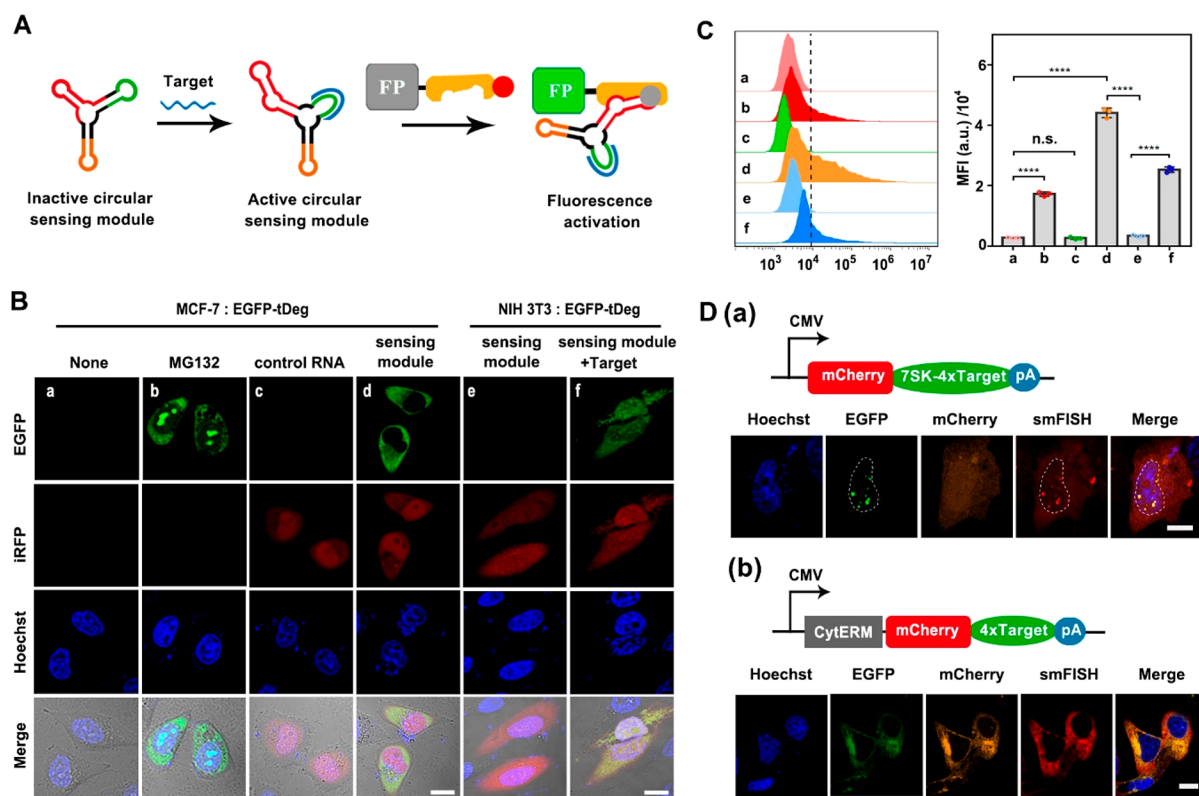 A
Target
FP
FP
Inactive circular
sensing module
Active circular
sensing module
Fluorescence
activation
B
MCF-7 : EGFP-tDeg
NIH 3T3 : EGFP-tDeg
None
MG132
control RNA
sensing
module
sensing
module
sensing module
+Target
a
b
c
d
e
f
EGFP
iRFP
Hoechst
Merge
C
a
b
c
d
e
f
10³ 10⁴ 10⁵ 10⁶ 10⁷
MFI (a.u.) /10⁴
6
4
2
0
****
****
n.s.
****
****
a b c d e f
D (a)
CMV
mCherry 7SK-4xTarget pA
Hoechst EGFP mCherry smFISH Merge
(b)
CMV
CytERM mCherry 4xTarget pA
Hoechst EGFP mCherry smFISH Merge